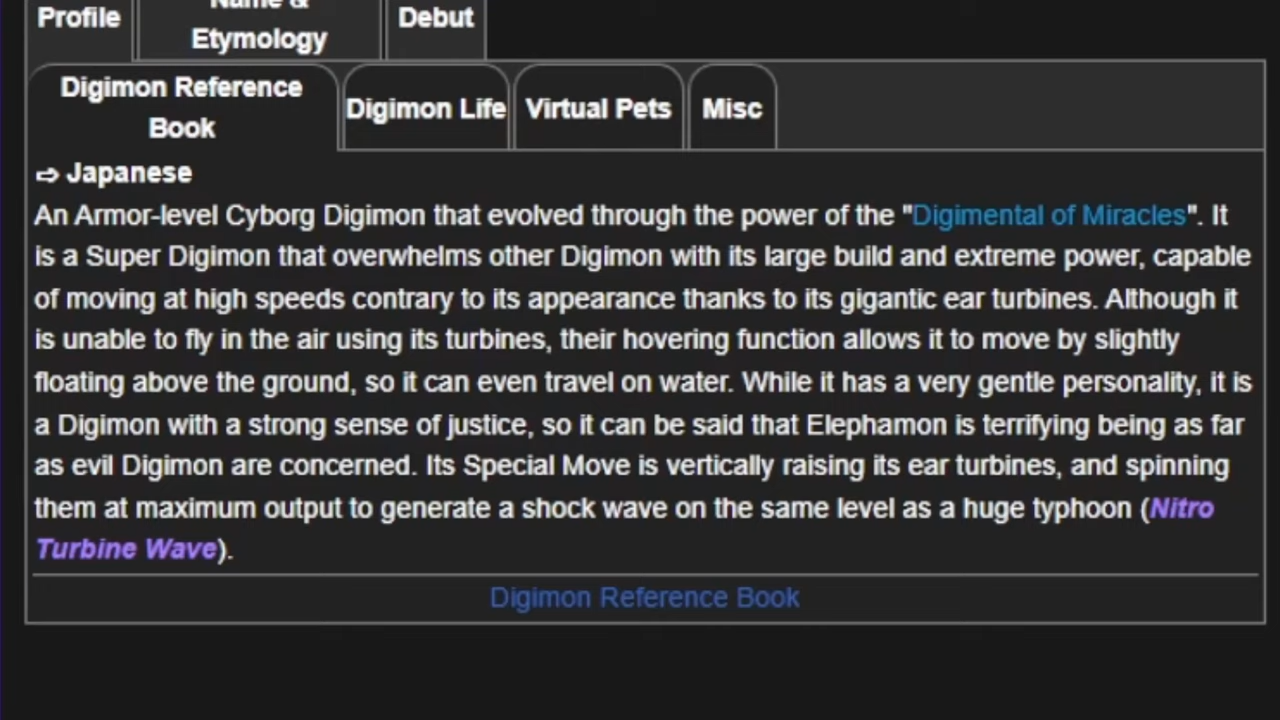 Profile
Name &
Etymology
Debut
Digimon Reference
Book
Digimon Life
Virtual Pets
Misc
➩ Japanese
An Armor-level Cyborg Digimon that evolved through the power of the "Digimental of Miracles". It
is a Super Digimon that overwhelms other Digimon with its large build and extreme power, capable
of moving at high speeds contrary to its appearance thanks to its gigantic ear turbines. Although it
is unable to fly in the air using its turbines, their hovering function allows it to move by slightly
floating above the ground, so it can even travel on water. While it has a very gentle personality, it is
a Digimon with a strong sense of justice, so it can be said that Elephamon is terrifying being as far
as evil Digimon are concerned. Its Special Move is vertically raising its ear turbines, and spinning
them at maximum output to generate a shock wave on the same level as a huge typhoon (Nitro
Turbine Wave).
Digimon Reference Book